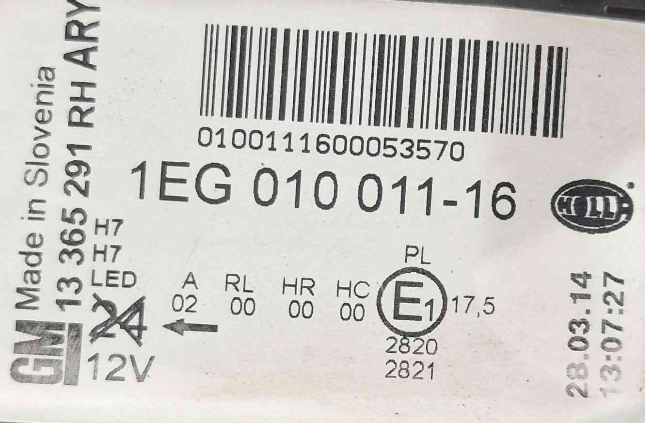 0100111600053570
1EG 010 011-16
HELLA
GM
Made in Slovenia
13 365 291 RH ARY
H7
H7
LED
24
12V
A RL HR HC
02 00 00 00
PL
E1 17,5
2820
2821
28.03.14
13:07:27